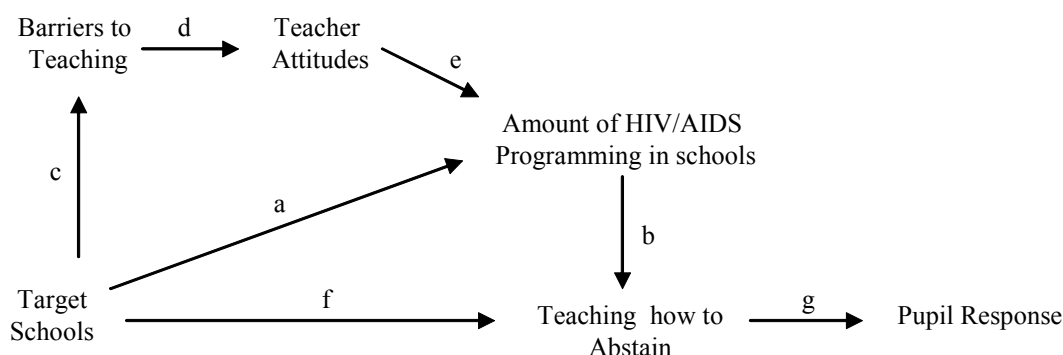 Barriers to
Teaching
d
Teacher
Attitudes
e
Amount of HIV/AIDS
Programming in schools
c
a
b
Target
Schools
f
Teaching how to
Abstain
g
Pupil Response